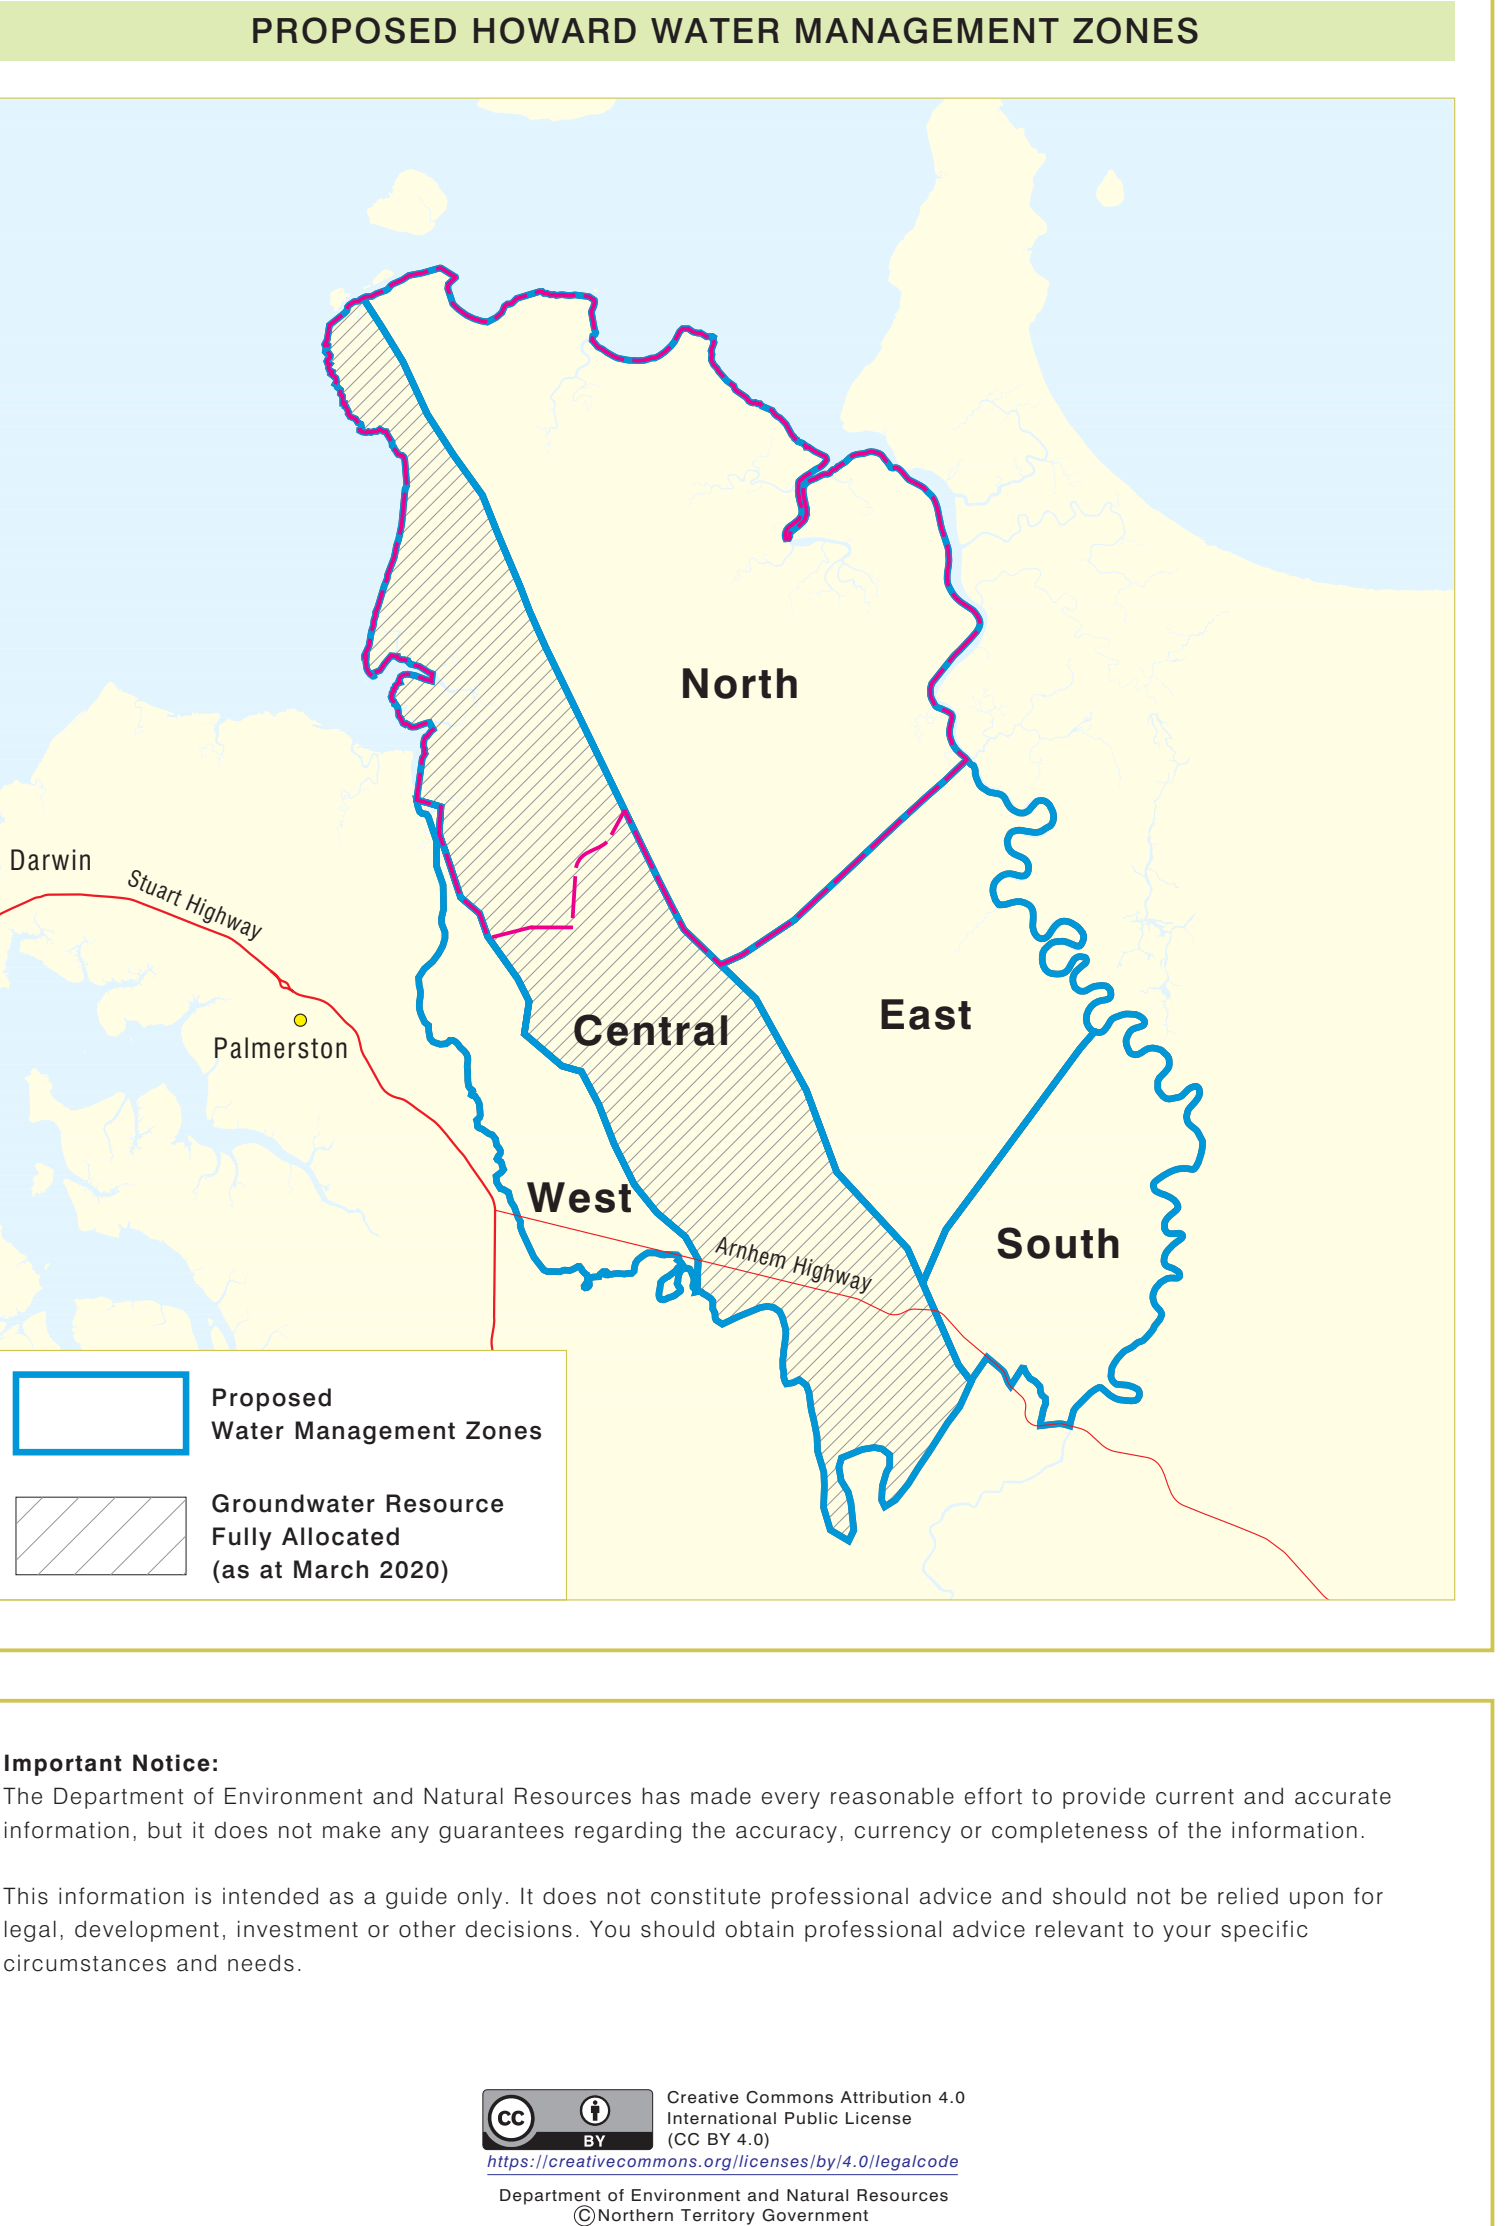 PROPOSED HOWARD WATER MANAGEMENT ZONES
North
Darwin
Stuart Highway
Palmerston
Central
East
West
Arnhem Highway
South
Proposed
Water Management Zones
Groundwater Resource
Fully Allocated
(as at March 2020)
Important Notice:
The Department of Environment and Natural Resources has made every reasonable effort to provide current and accurate
information, but it does not make any guarantees regarding the accuracy, currency or completeness of the information.
This information is intended as a guide only. It does not constitute professional advice and should not be relied upon for
legal, development, investment or other decisions. You should obtain professional advice relevant to your specific
circumstances and needs.
cc
BY
Creative Commons Attribution 4.0
International Public License
(CC BY 4.0)
https://creativecommons.org/licenses/by/4.0/legalcode
Department of Environment and Natural Resources
©Northern Territory Government